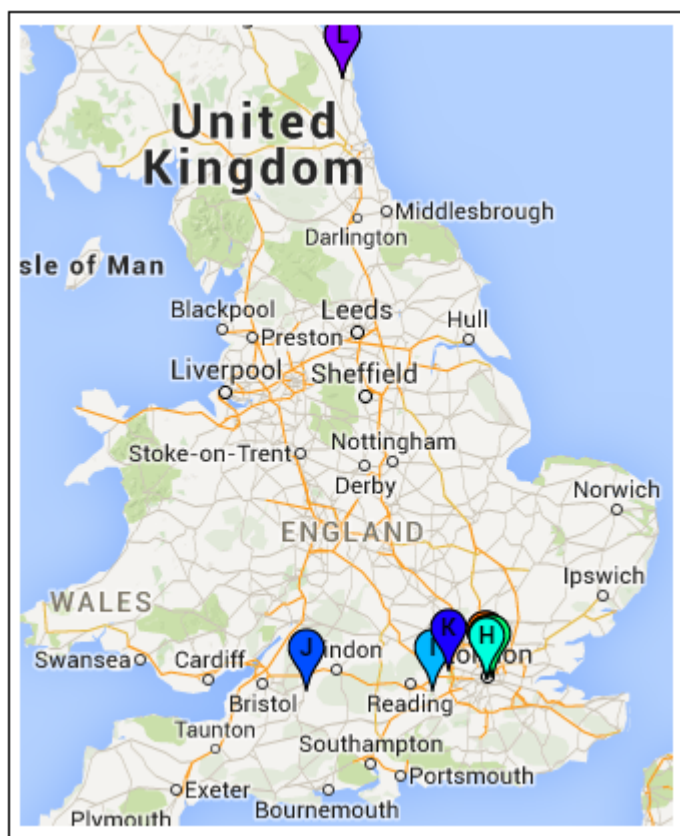 L
United
Kingdom
Middlesbrough
Darlington
sle of Man
Blackpool
Leeds
Hull
Preston
Liverpool
Sheffield
Stoke-on-Trent
Nottingham
Derby
Norwich
ENGLAND
Ipswich
WALES
K
H
J
Swansea
Cardiff
indon
Bristol
Reading
Taunton
Southampton
Exeter
Portsmouth
Bournemouth
Plymouth